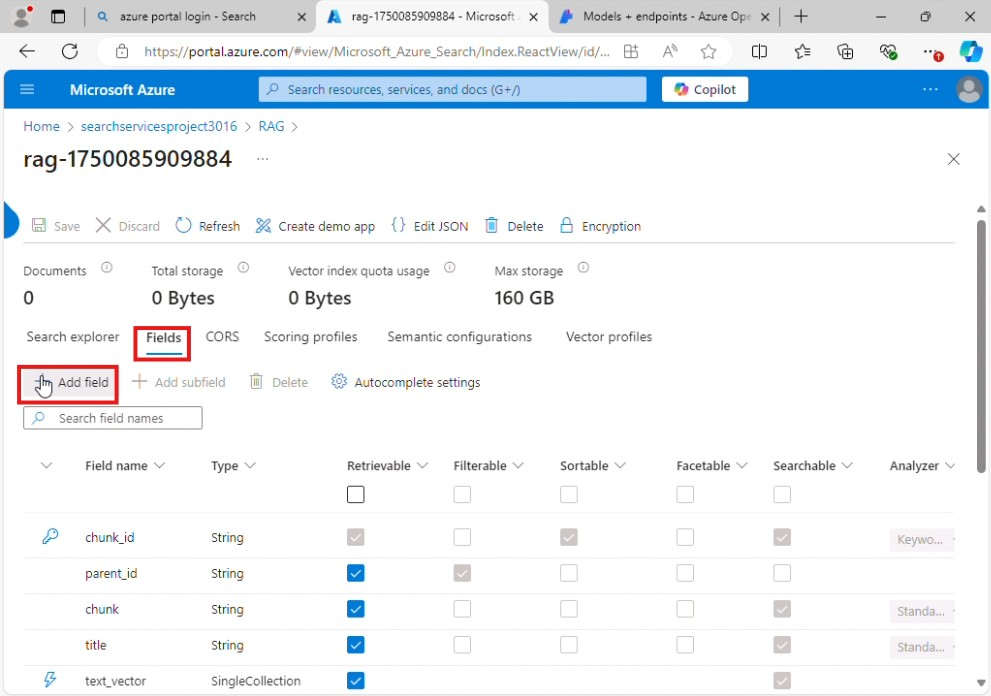 azure portal login - Search
rag-1750085909884 - Microsoft
Models + endpoints - Azure Ope
https://portal.azure.com/#view/Microsoft_Azure_Search/Index.ReactView/id/...
Microsoft Azure
Search resources, services, and docs (G+/)
Copilot
Home > searchservicesproject3016 > RAG >
rag-1750085909884 ...
Save Discard Refresh Create demo app {} Edit JSON Delete Encryption
Documents Total storage Vector index quota usage Max storage
0 0 Bytes 0 Bytes 160 GB
Search explorer Fields CORS Scoring profiles Semantic configurations Vector profiles
Add field Add subfield Delete Autocomplete settings
Search field names
Field name Type Retrievable Filterable Sortable Facetable Searchable Analyzer
chunk_id String Keywo...
parent_id String
chunk String Standa...
title String Standa...
text_vector SingleCollection